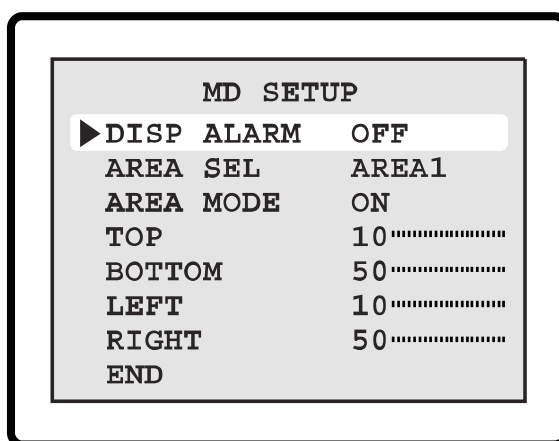 MD SETUP
DISP ALARM OFF
AREA SEL AREA1
AREA MODE ON
TOP 10
BOTTOM 50
LEFT 10
RIGHT 50
END